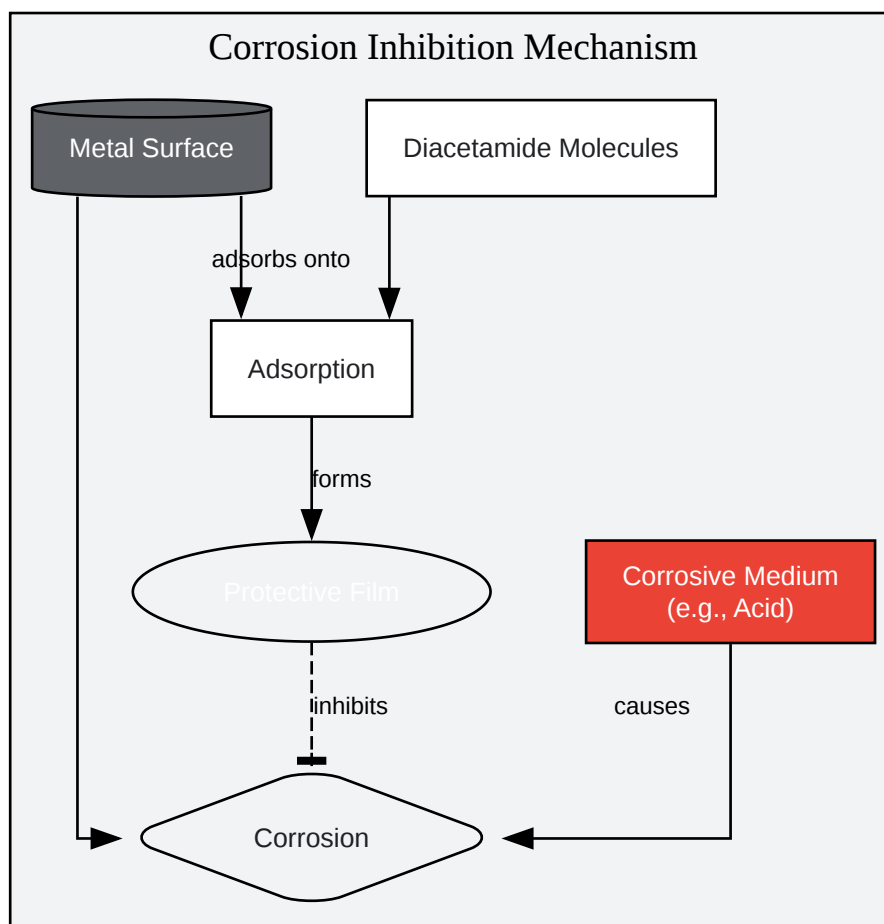 Corrosion Inhibition Mechanism
Metal Surface
Diacetamide Molecules
adsorbs onto
Adsorption
forms
Protective Film
Corrosive Medium
(e.g., Acid)
inhibits
causes
Corrosion